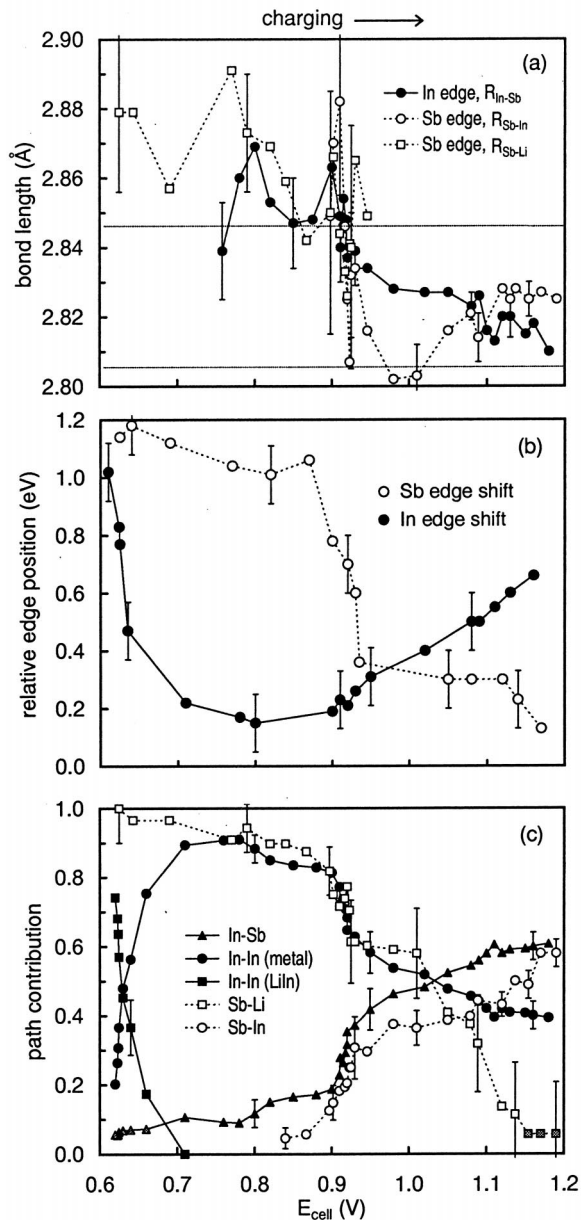 charging
2.90
2.88
2.86
2.84
2.82
2.80
bond length (Å)
(a)
In edge, R_In-Sb
Sb edge, R_Sb-In
Sb edge, R_Sb-Li
1.2
1.0
0.8
0.6
0.4
0.2
0.0
relative edge position (eV)
(b)
Sb edge shift
In edge shift
1.0
0.8
0.6
0.4
0.2
0.0
path contribution
(c)
In-Sb
In-In (metal)
In-In (LiIn)
Sb-Li
Sb-In
0.6 0.7 0.8 0.9 1.0 1.1 1.2
E_cell (V)